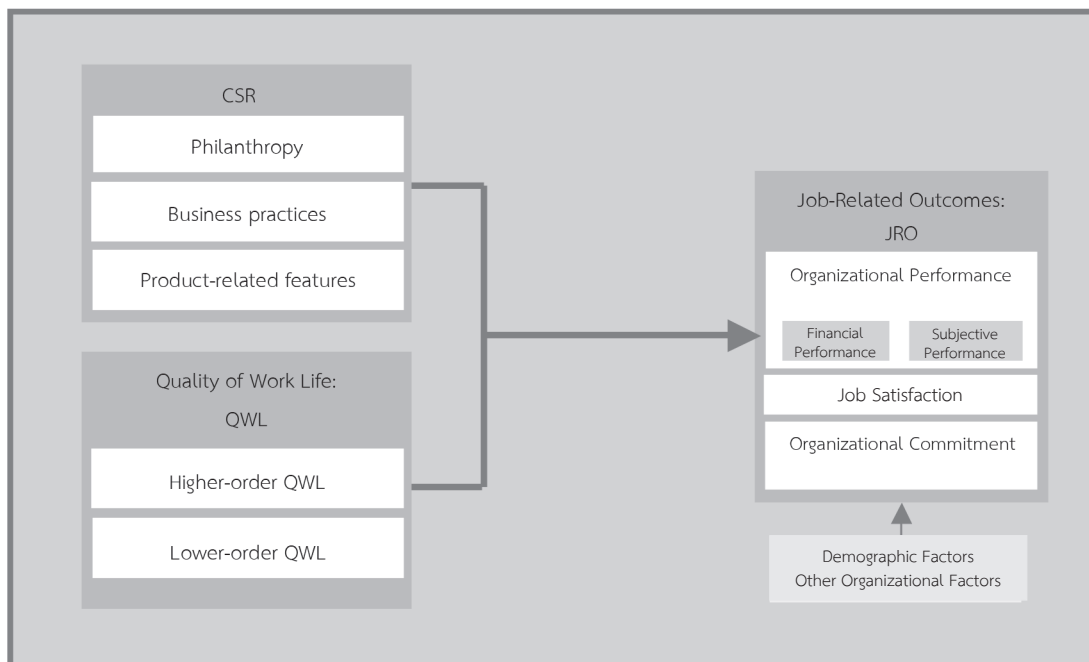 CSR
Philanthropy
Business practices
Product-related features
Quality of Work Life:
QWL
Higher-order QWL
Lower-order QWL
Job-Related Outcomes:
JRO
Organizational Performance
Financial
Performance
Subjective
Performance
Job Satisfaction
Organizational Commitment
Demographic Factors
Other Organizational Factors